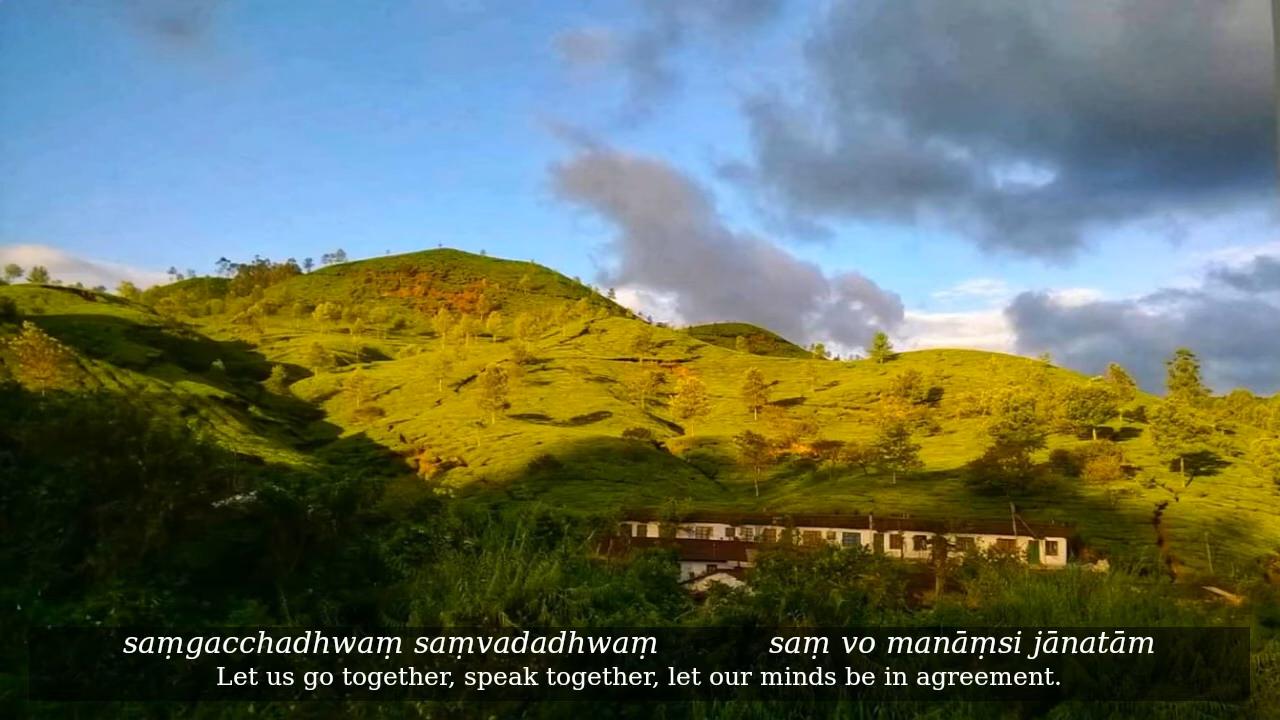 saṃgacchadhwaṃ saṃvadadhwaṃ saṃ vo manāṃsi jānatām
Let us go together, speak together, let our minds be in agreement.